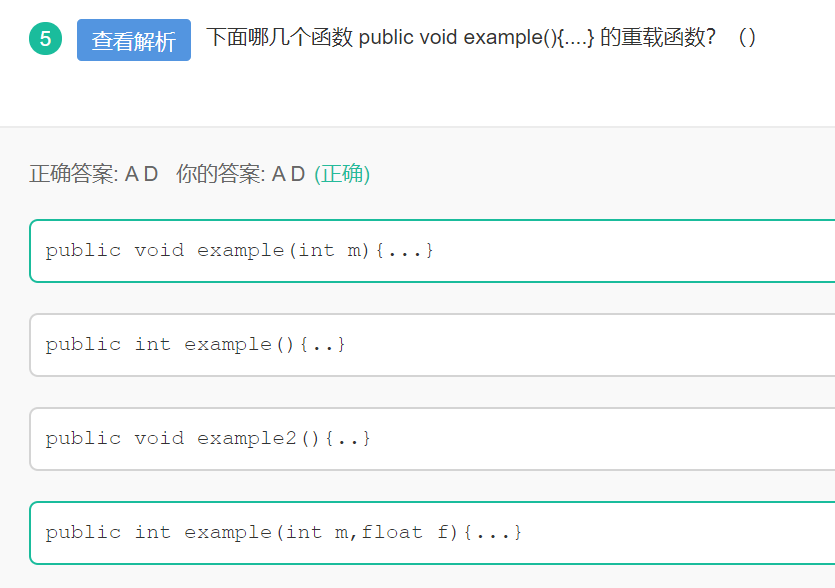 5 查看解析 下面哪几个函数 public void example(){....} 的重载函数？（）
正确答案: A D 你的答案: A D (正确)
public void example(int m){...}
public int example(){..}
public void example2(){..}
public int example(int m,float f){...}